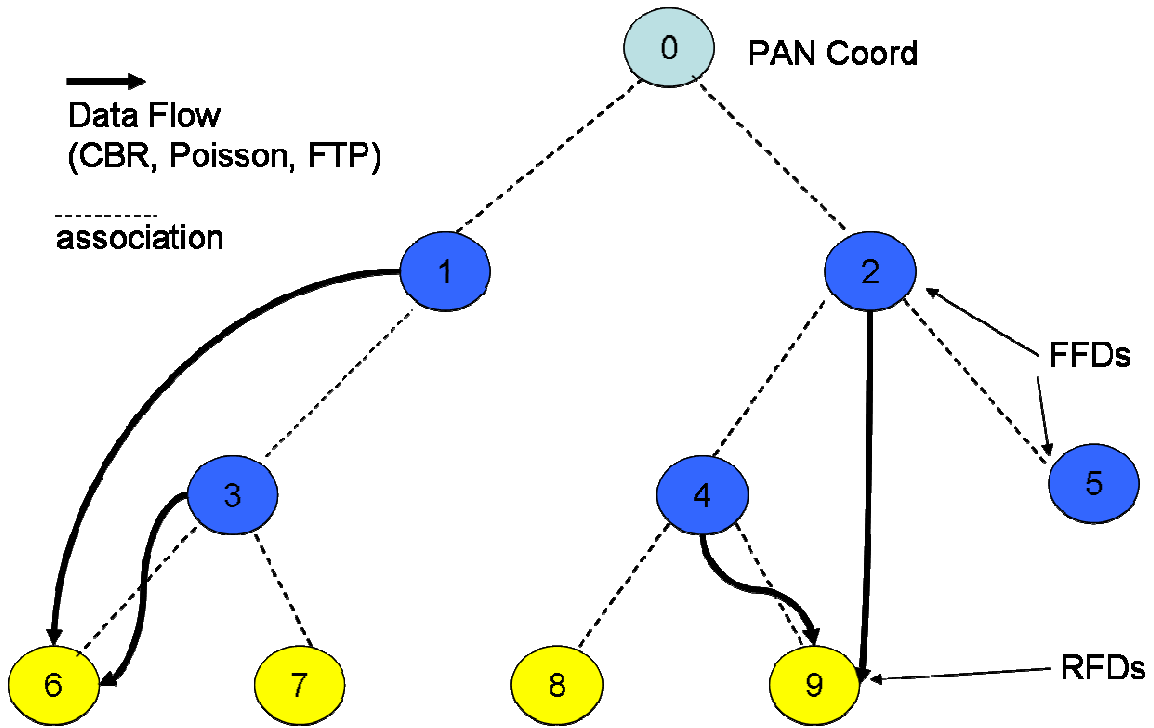 0
PAN Coord
Data Flow
(CBR, Poisson, FTP)
association
1
2
FFDs
3
4
5
6
7
8
9
RFDs